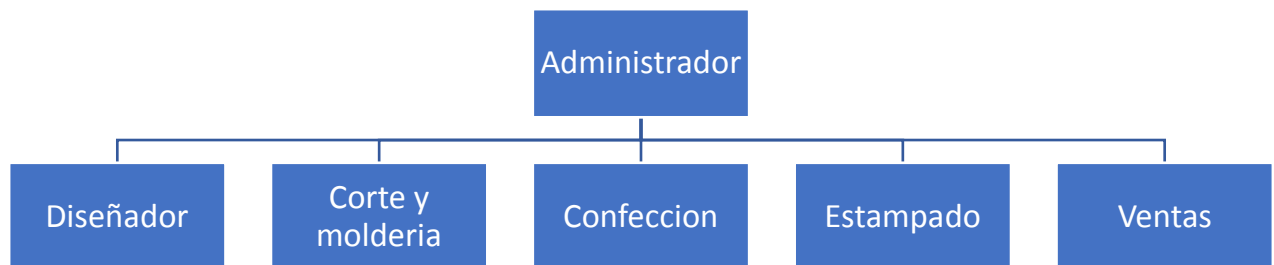 Administrador
Diseñador
Corte y
molderia
Confeccion
Estampado
Ventas